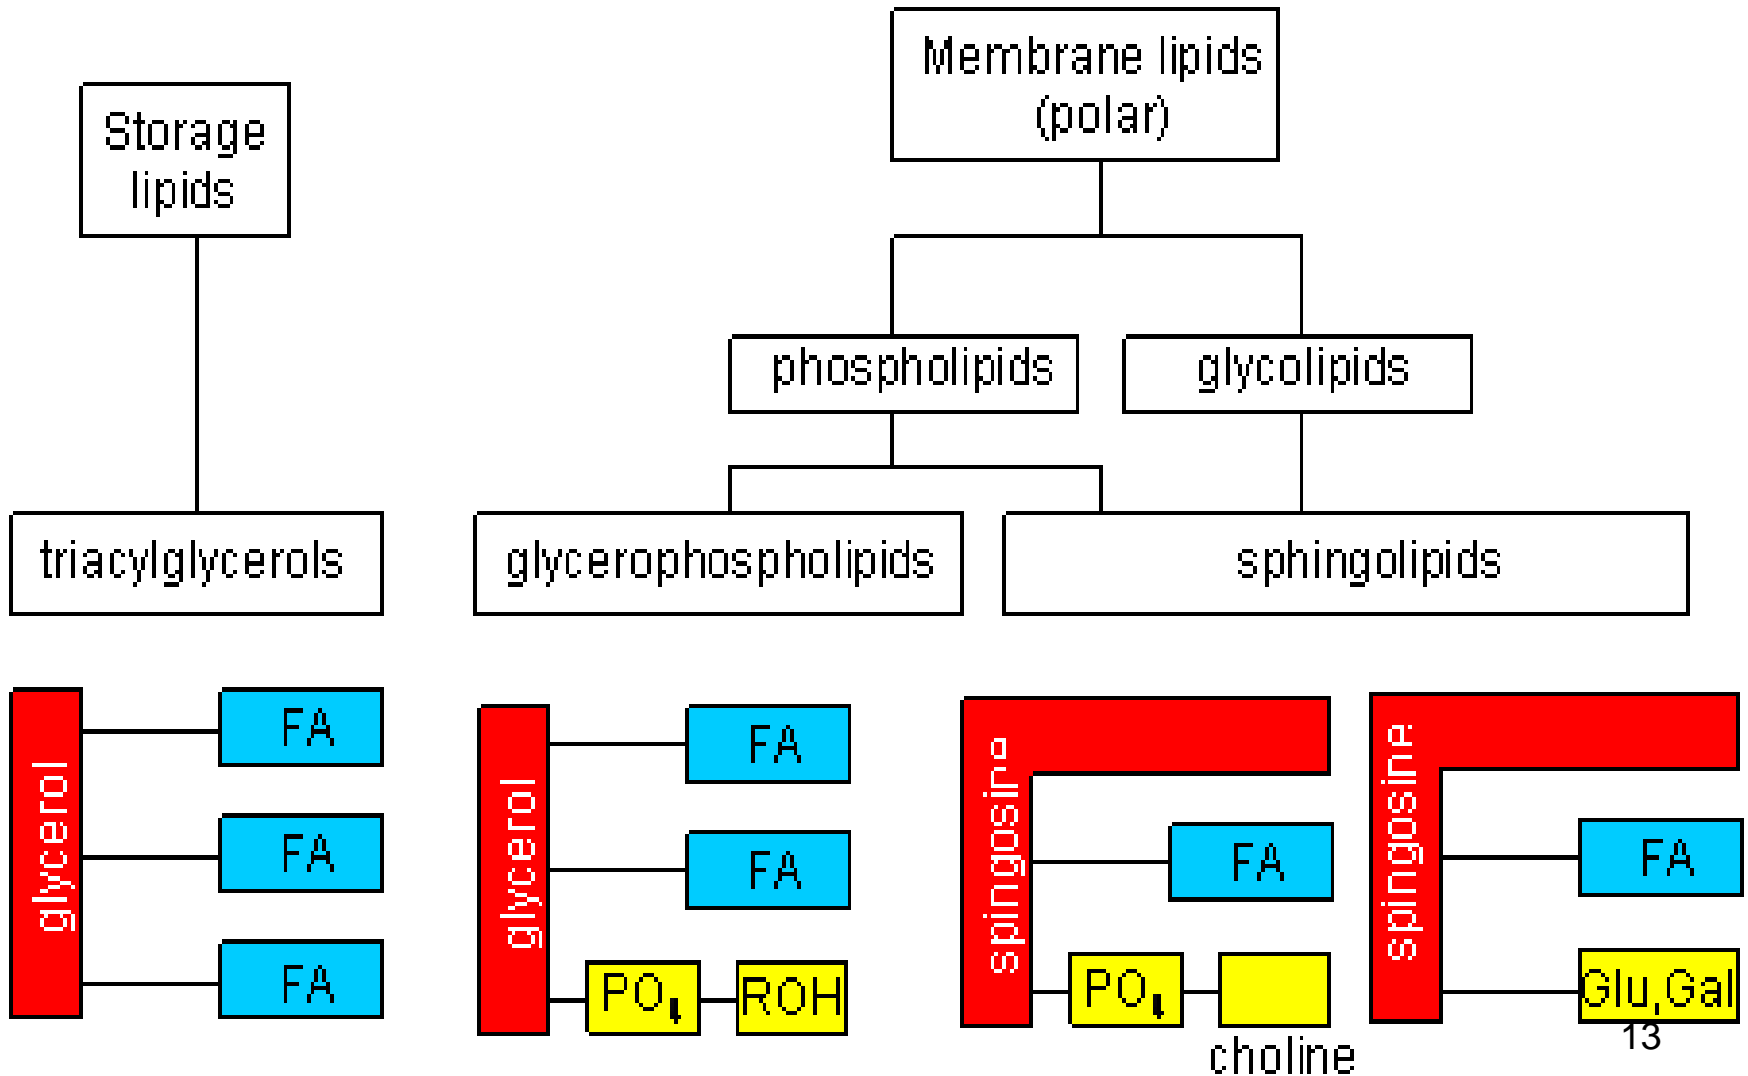 Membrane lipids
(polar)
Storage
lipids
phospholipids
glycolipids
triacylglycerols
glycerophospholipids
sphingolipids
glycerol
FA
FA
FA
glycerol
FA
FA
PO4
ROH
spingosine
FA
PO4
choline
spingosine
FA
Glu,Gal
13